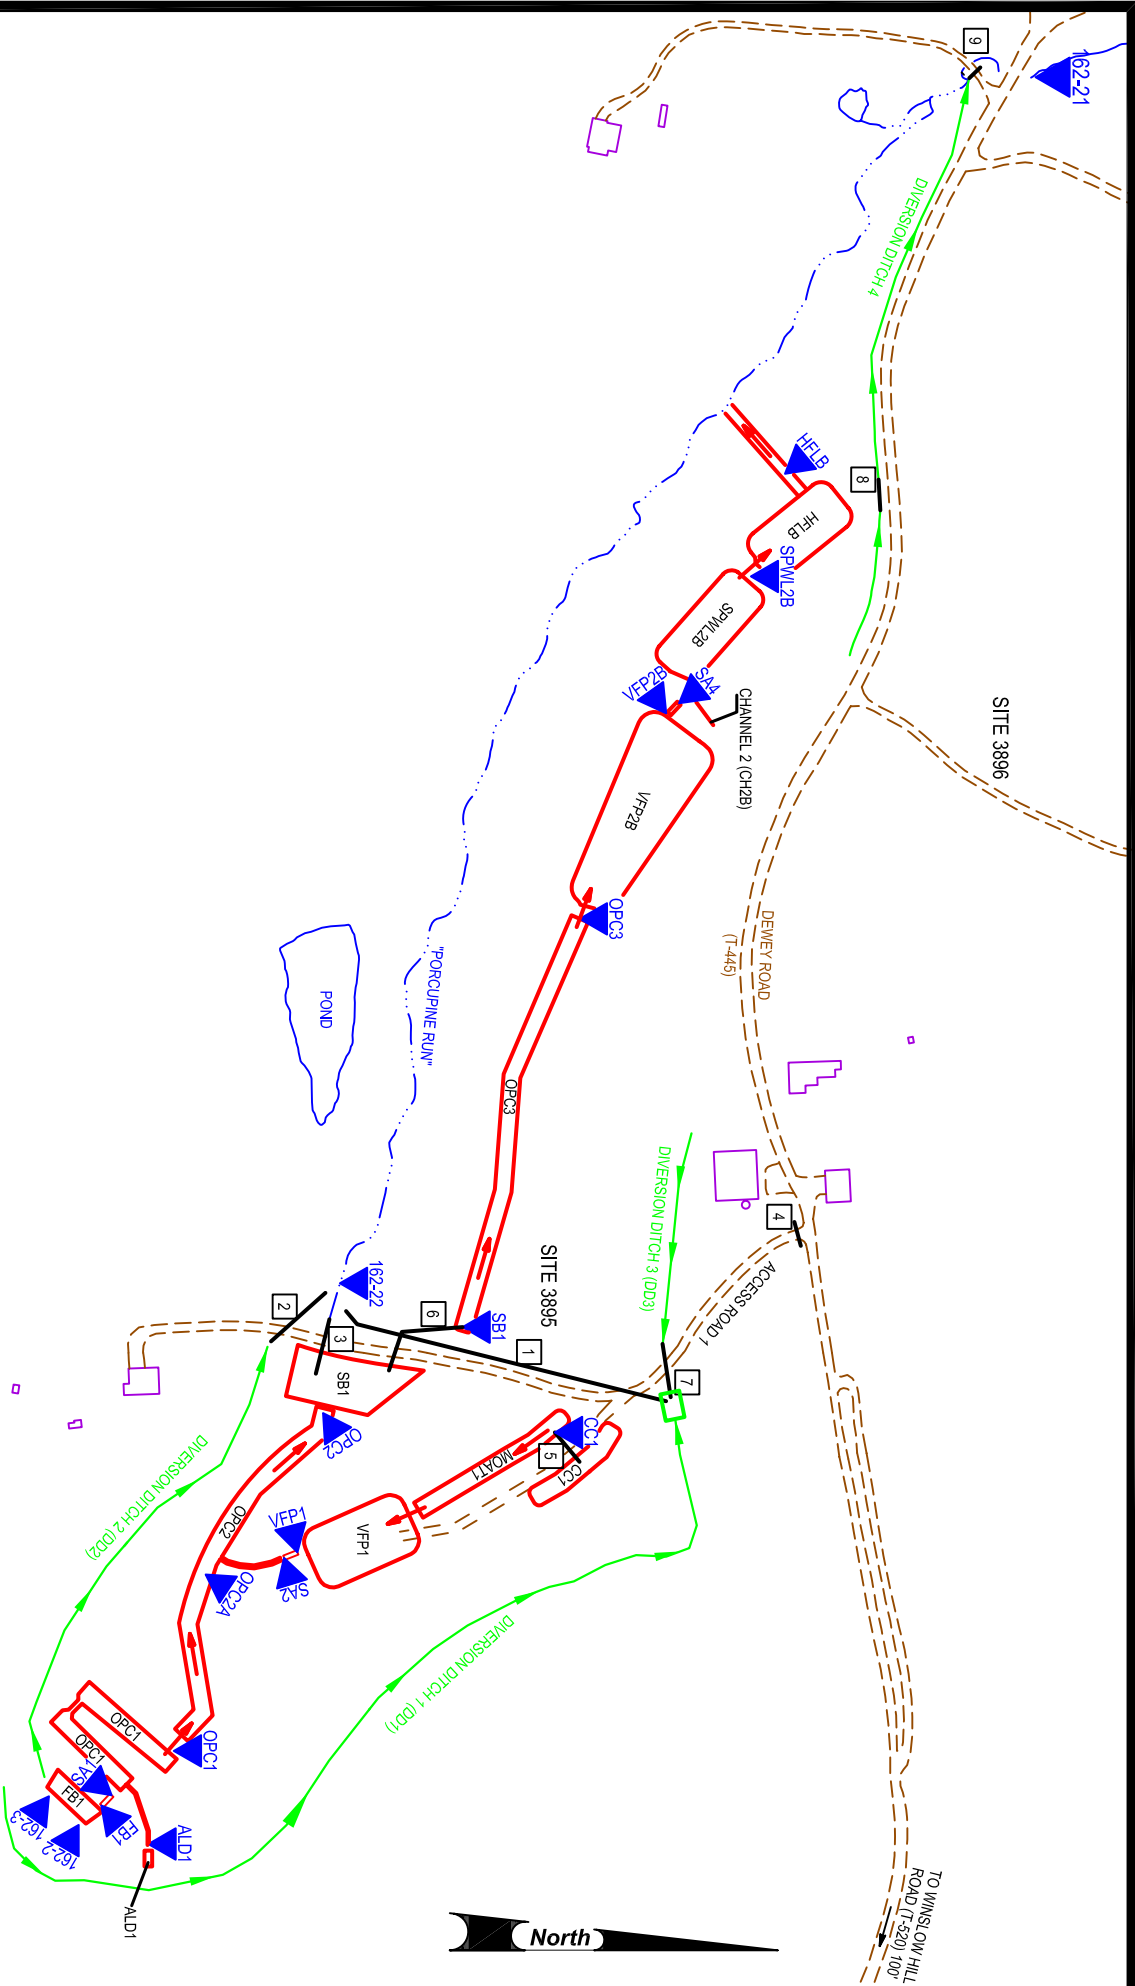 9
162-21
DIVERSION DITCH 4
8
HFLB
HFLB
SPWL2B
SPWL2B
SA4
VFP2B
CHANNEL 2 (CH2B)
VFP2B
SITE 3896
OPC3
DEWEY ROAD
(T-445)
"PORCUPINE RUN"
POND
OPC3
DIVERSION DITCH 3 (DD3)
4
ACCESS ROAD 1
SITE 3895
162-22
2
3
6
SB1
1
7
SB1
OPC2
CC1
CC1
5
MOAT1
VFP1
VFP1
SA2
OPC2
OPC2A
DIVERSION DITCH 2 (DD2)
DIVERSION DITCH 1 (DD1)
OPC1
OPC1
OPC1
SA1
FB1
FB1
162-3
162-2
ALD1
ALD1
North
TO WINSLOW HILL
ROAD (T-520) 100'